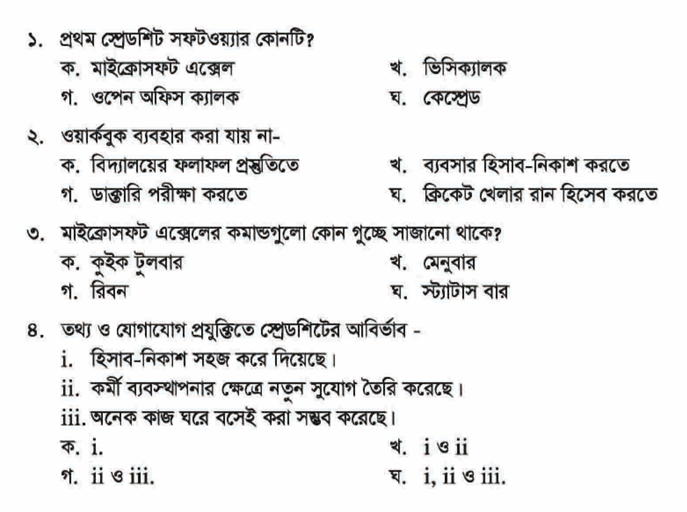 ১. প্রথম স্প্রেডশিট সফটওয়্যার কোনটি?
ক. মাইক্রোসফট এক্সেল খ. ভিসিক্যালক
গ. ওপেন অফিস ক্যালক ঘ. কেস্প্রেড
২. ওয়ার্কবুক ব্যবহার করা যায় না-
ক. বিদ্যালয়ের ফলাফল প্রস্তুতিতে খ. ব্যবসার হিসাব-নিকাশ করতে
গ. ডাক্তারি পরীক্ষা করতে ঘ. ক্রিকেট খেলার রান হিসেব করতে
৩. মাইক্রোসফট এক্সেলের কমান্ডগুলো কোন গুচ্ছে সাজানো থাকে?
ক. কুইক টুলবার খ. মেনুবার
গ. রিবন ঘ. স্ট্যাটাস বার
৪. তথ্য ও যোগাযোগ প্রযুক্তিতে স্প্রেডশিটের আবির্ভাব -
i. হিসাব-নিকাশ সহজ করে দিয়েছে।
ii. কর্মী ব্যবস্থাপনার ক্ষেত্রে নতুন সুযোগ তৈরি করেছে।
iii. অনেক কাজ ঘরে বসেই করা সম্ভব করেছে।
ক. i. খ. i ও ii
গ. ii ও iii. ঘ. i, ii ও iii.